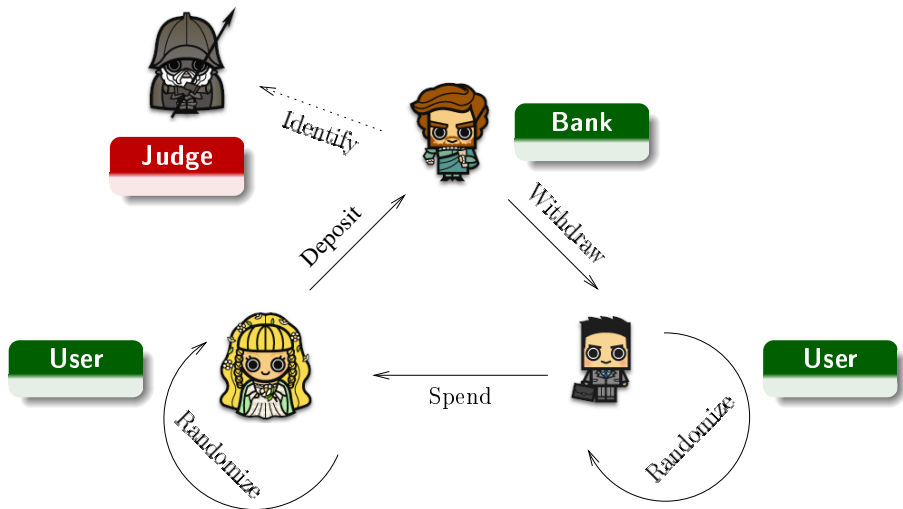 Bank
Identify
Judge
Withdraw
Deposit
User
User
Spend
Randomize
Randomize